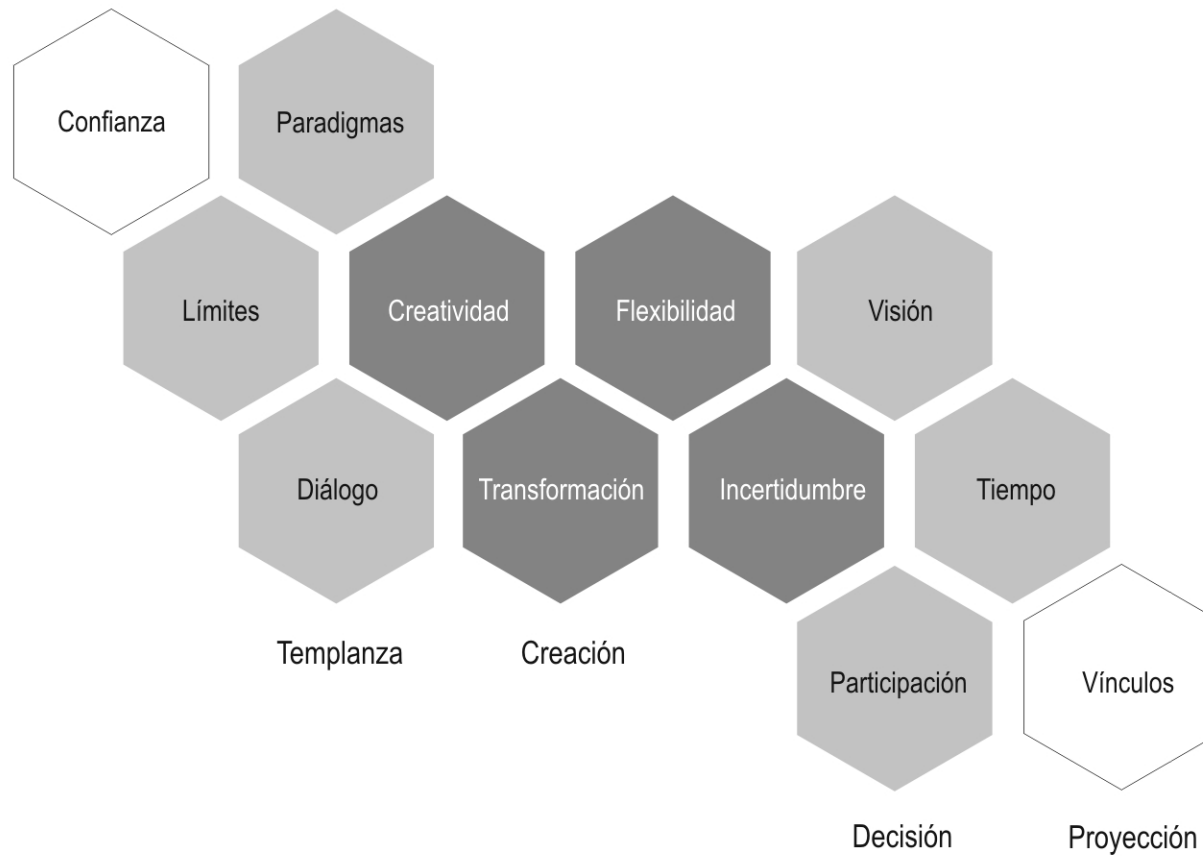 Confianza
Paradigmas
Límites
Creatividad
Flexibilidad
Visión
Diálogo
Transformación
Incertidumbre
Tiempo
Templanza
Creación
Participación
Vínculos
Decisión
Proyección